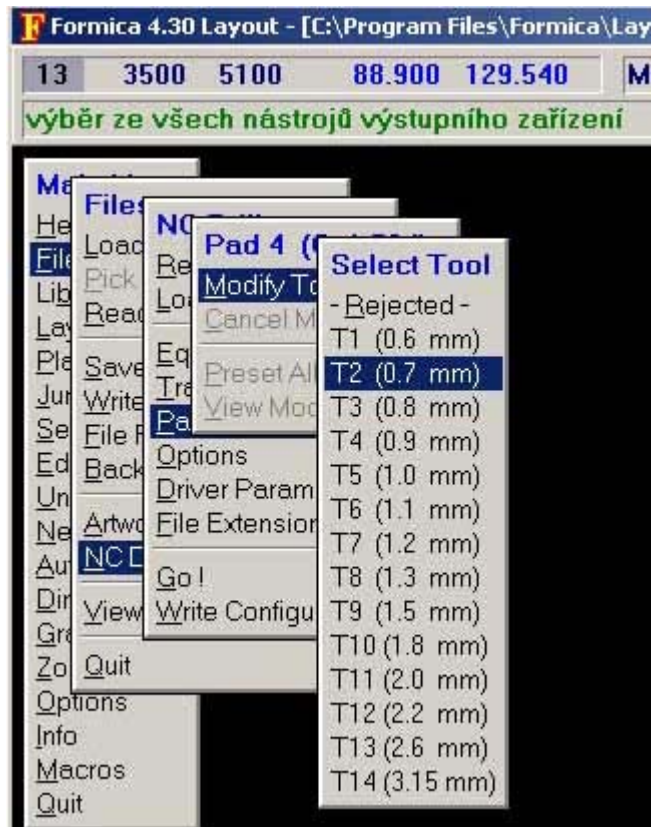 Formica 4.30 Layout - [C:\Program Files\Formica\Lay
13 3500 5100 88.900 129.540 M
výběr ze všech nástrojů výstupního zařízení
Files
Load
Pick
Read
Save
Write
File
Back
Artwo
NC D
View
Quit
Options
Info
Macros
Quit
Equ
Tra
Options
Driver Param
File Extension
Go !
Write Configu
Pad 4
Modify To
Cancel M
Preset All
View Mod
Select Tool
- Rejected -
T1 (0.6 mm)
T2 (0.7 mm)
T3 (0.8 mm)
T4 (0.9 mm)
T5 (1.0 mm)
T6 (1.1 mm)
T7 (1.2 mm)
T8 (1.3 mm)
T9 (1.5 mm)
T10 (1.8 mm)
T11 (2.0 mm)
T12 (2.2 mm)
T13 (2.6 mm)
T14 (3.15 mm)